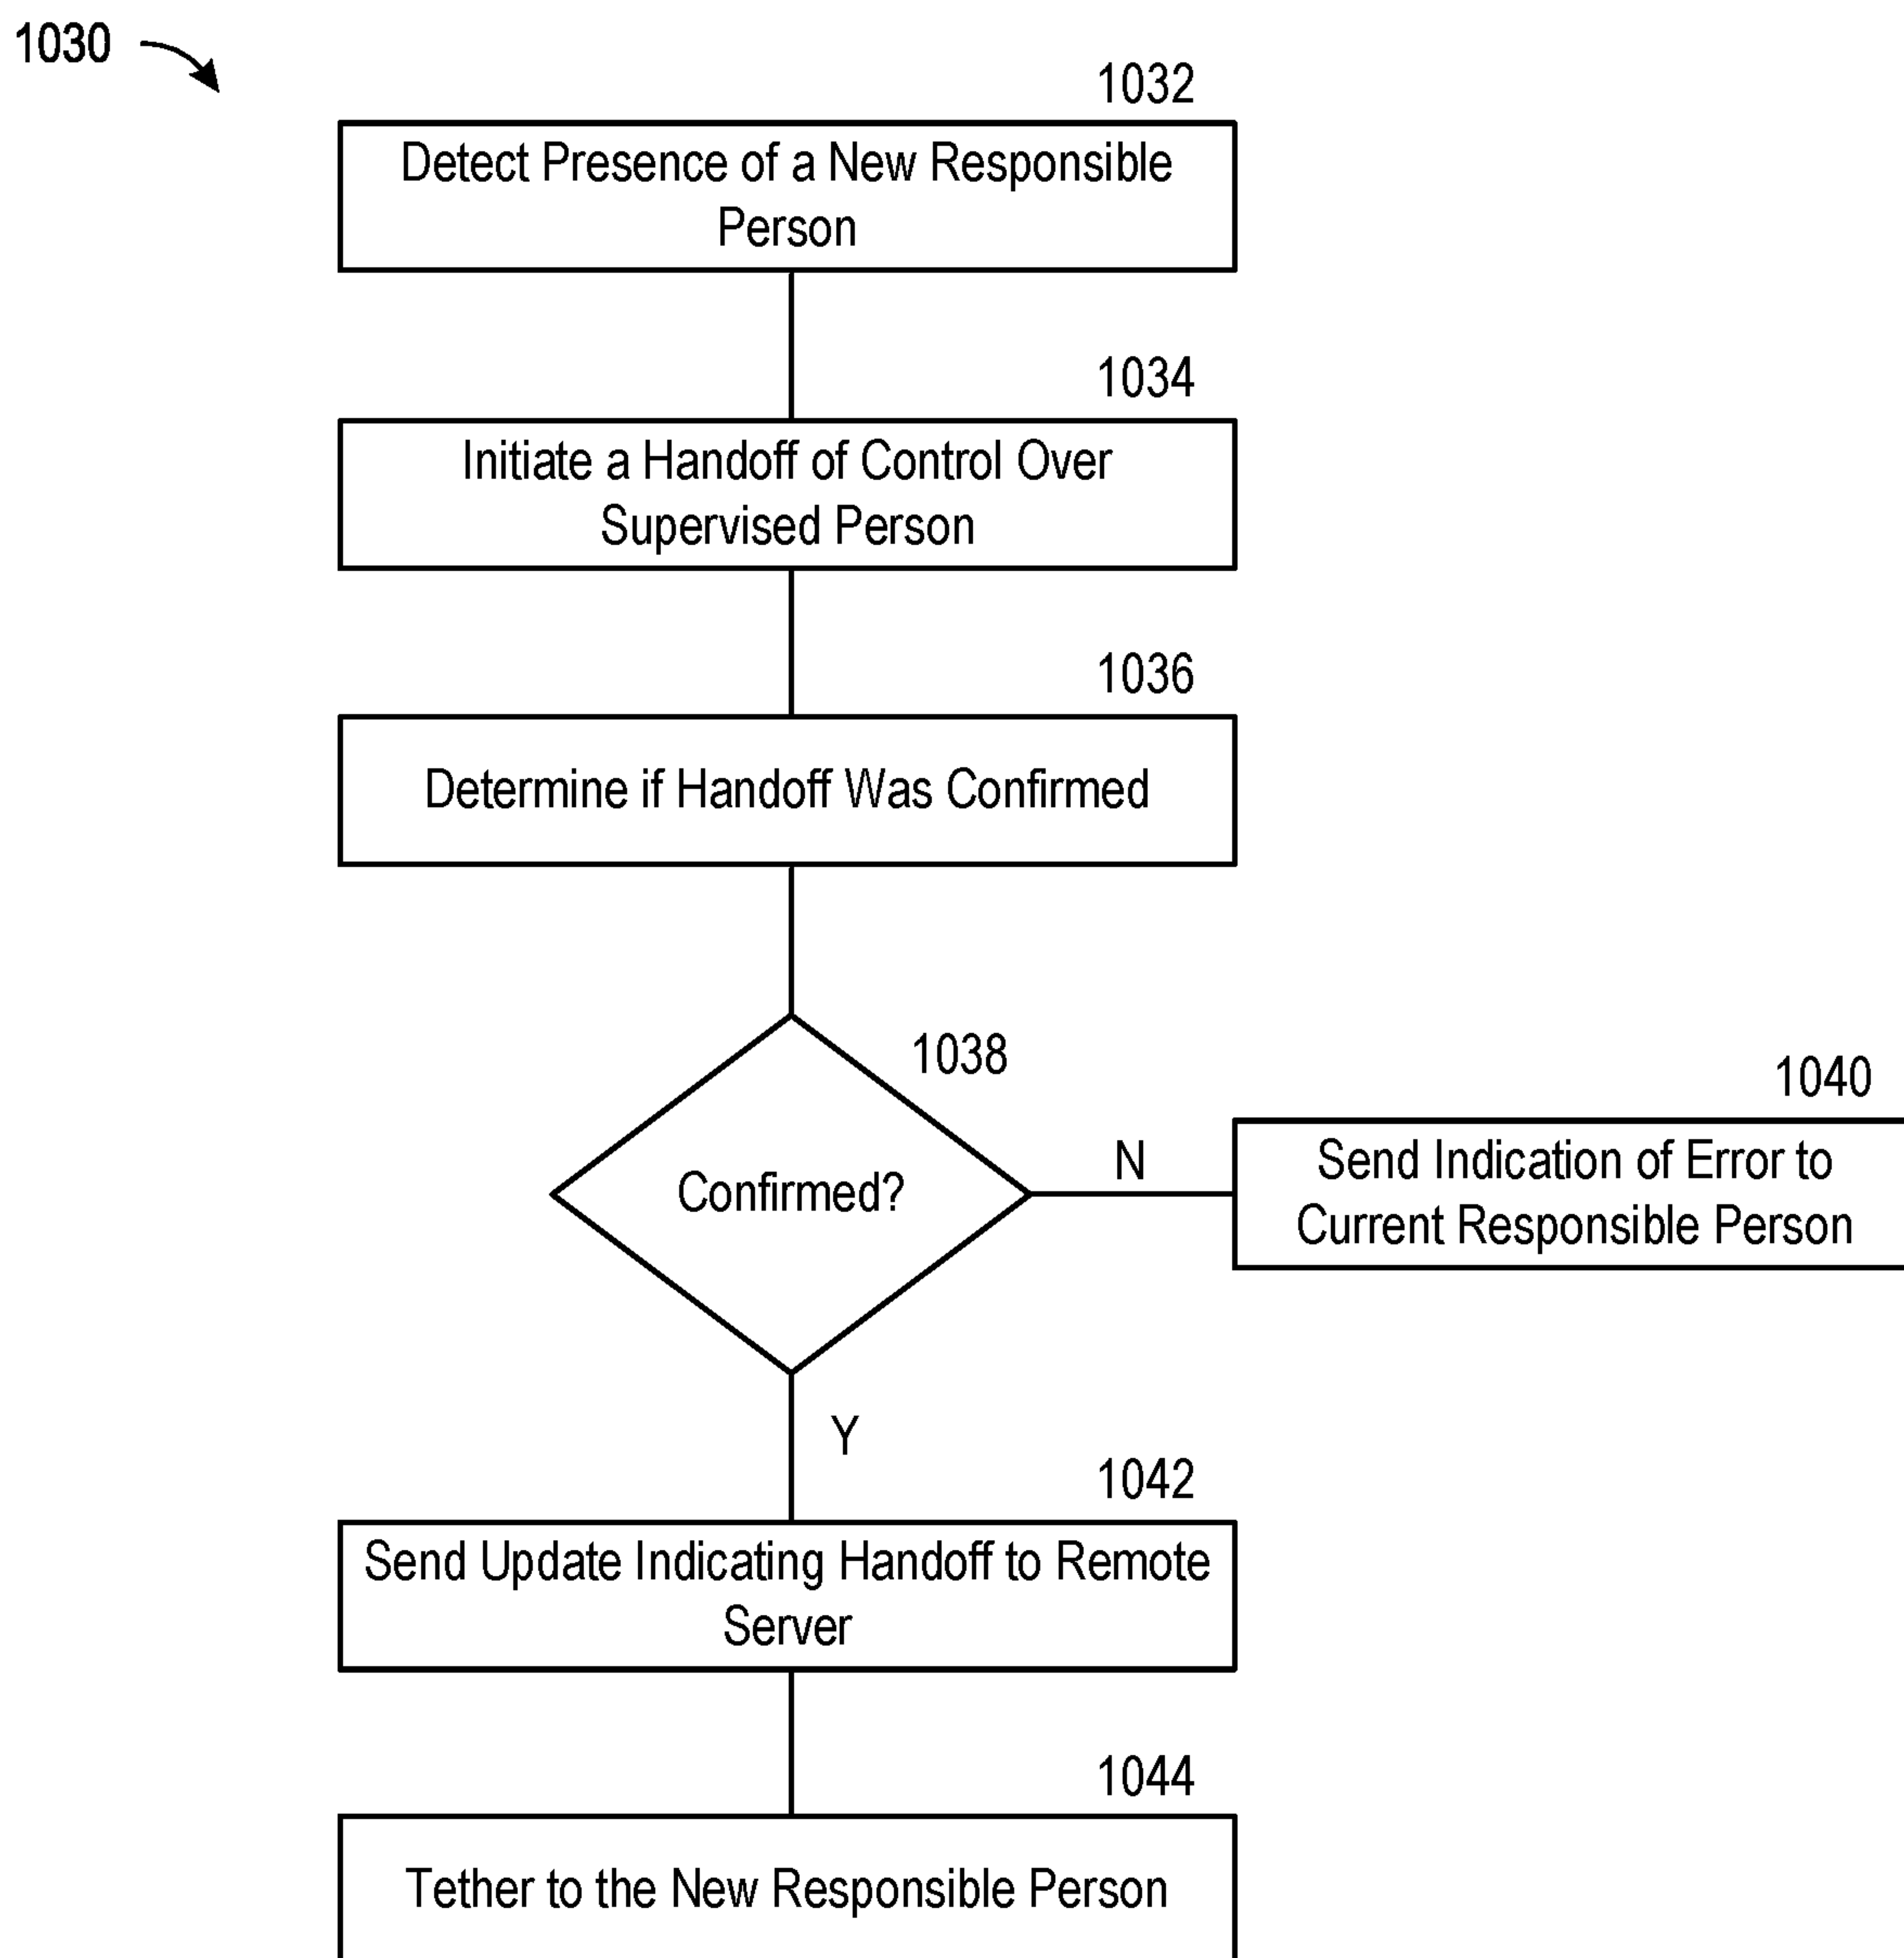 1030
1032
Detect Presence of a New Responsible
Person
1034
Initiate a Handoff of Control Over
Supervised Person
1036
Determine if Handoff Was Confirmed
1038
Confirmed?
N
1040
Send Indication of Error to
Current Responsible Person
Y
1042
Send Update Indicating Handoff to Remote
Server
1044
Tether to the New Responsible Person